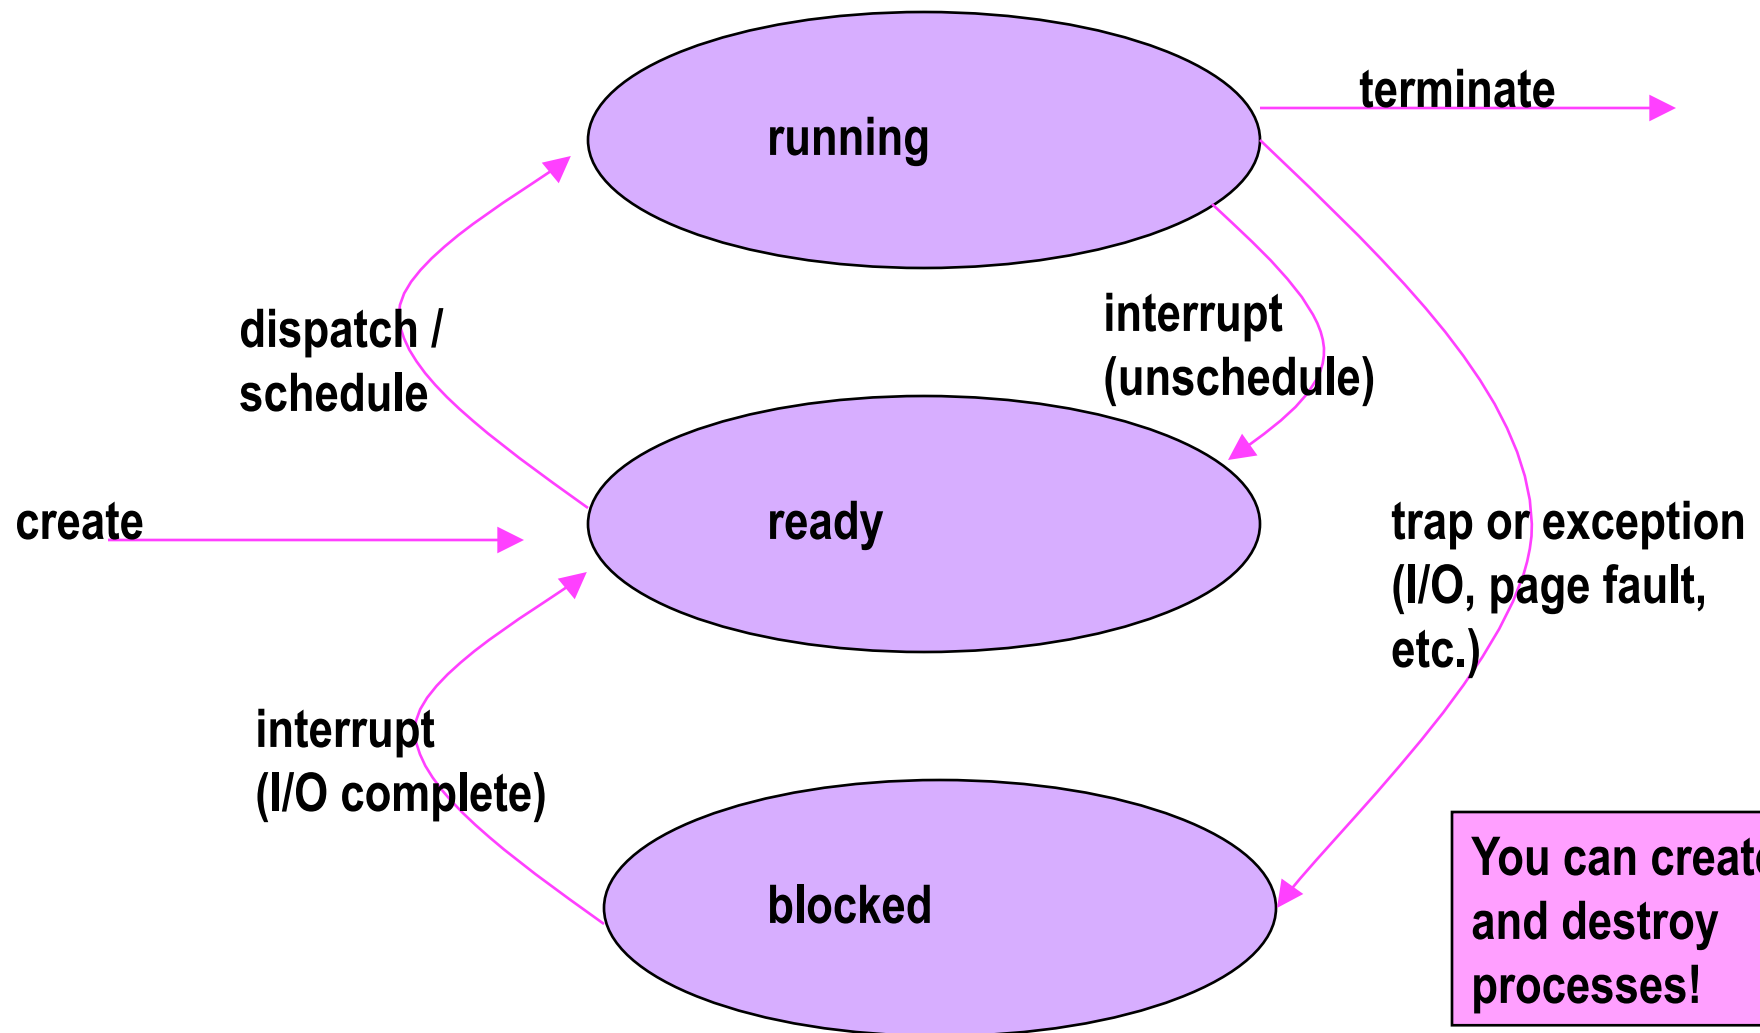 running
terminate
dispatch /
schedule
interrupt
(unschedule)
create
ready
trap or exception
(I/O, page fault,
etc.)
interrupt
(I/O complete)
blocked
You can create
and destroy
processes!